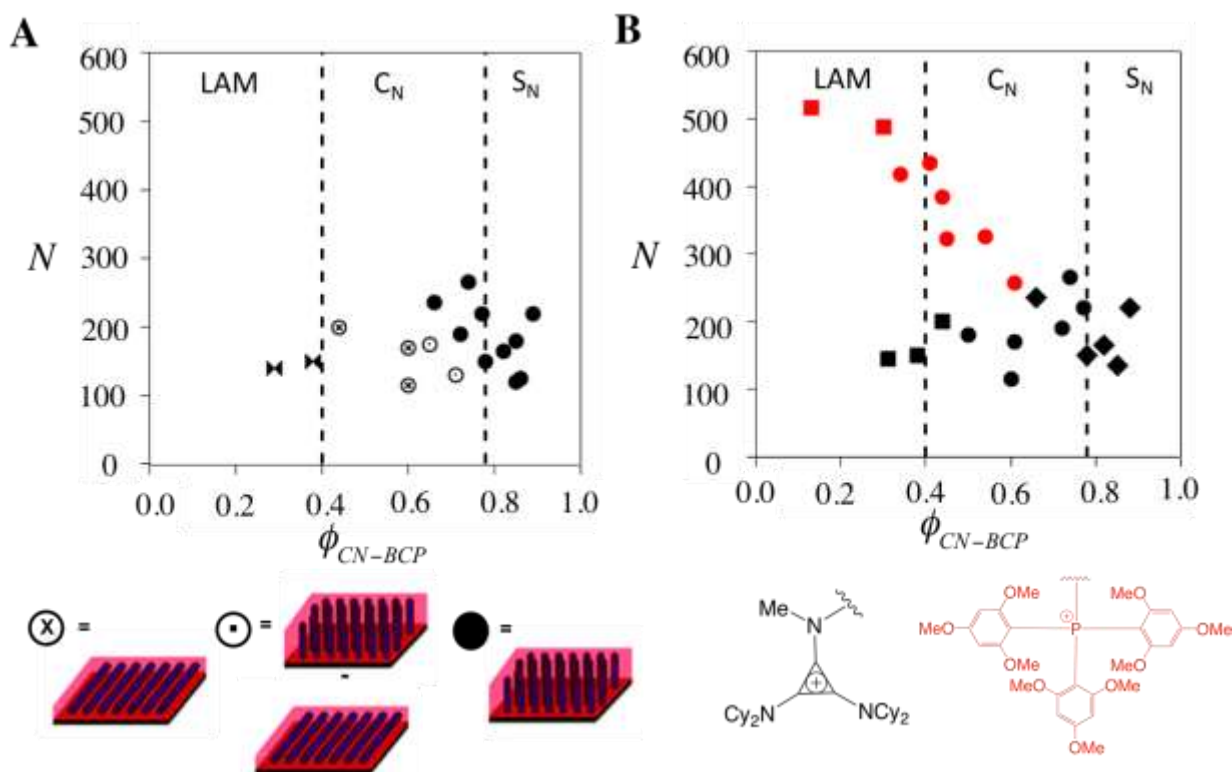 A
600
500
400
300
200
100
0
N
LAM
C_N
S_N
0.0 0.2 0.4 0.6 0.8 1.0
ϕ_CN-BCP
B
600
500
400
300
200
100
0
N
LAM
C_N
S_N
0.0 0.2 0.4 0.6 0.8 1.0
ϕ_CN-BCP
X =
=
-
=
Me
N
+
Cy₂N
NCy₂
OMe
MeO
OMe
MeO
⊕
P
OMe
OMe
MeO
MeO
OMe